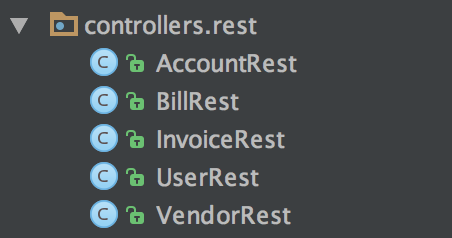 controllers.rest
C AccountRest
C BillRest
C InvoiceRest
C UserRest
C VendorRest